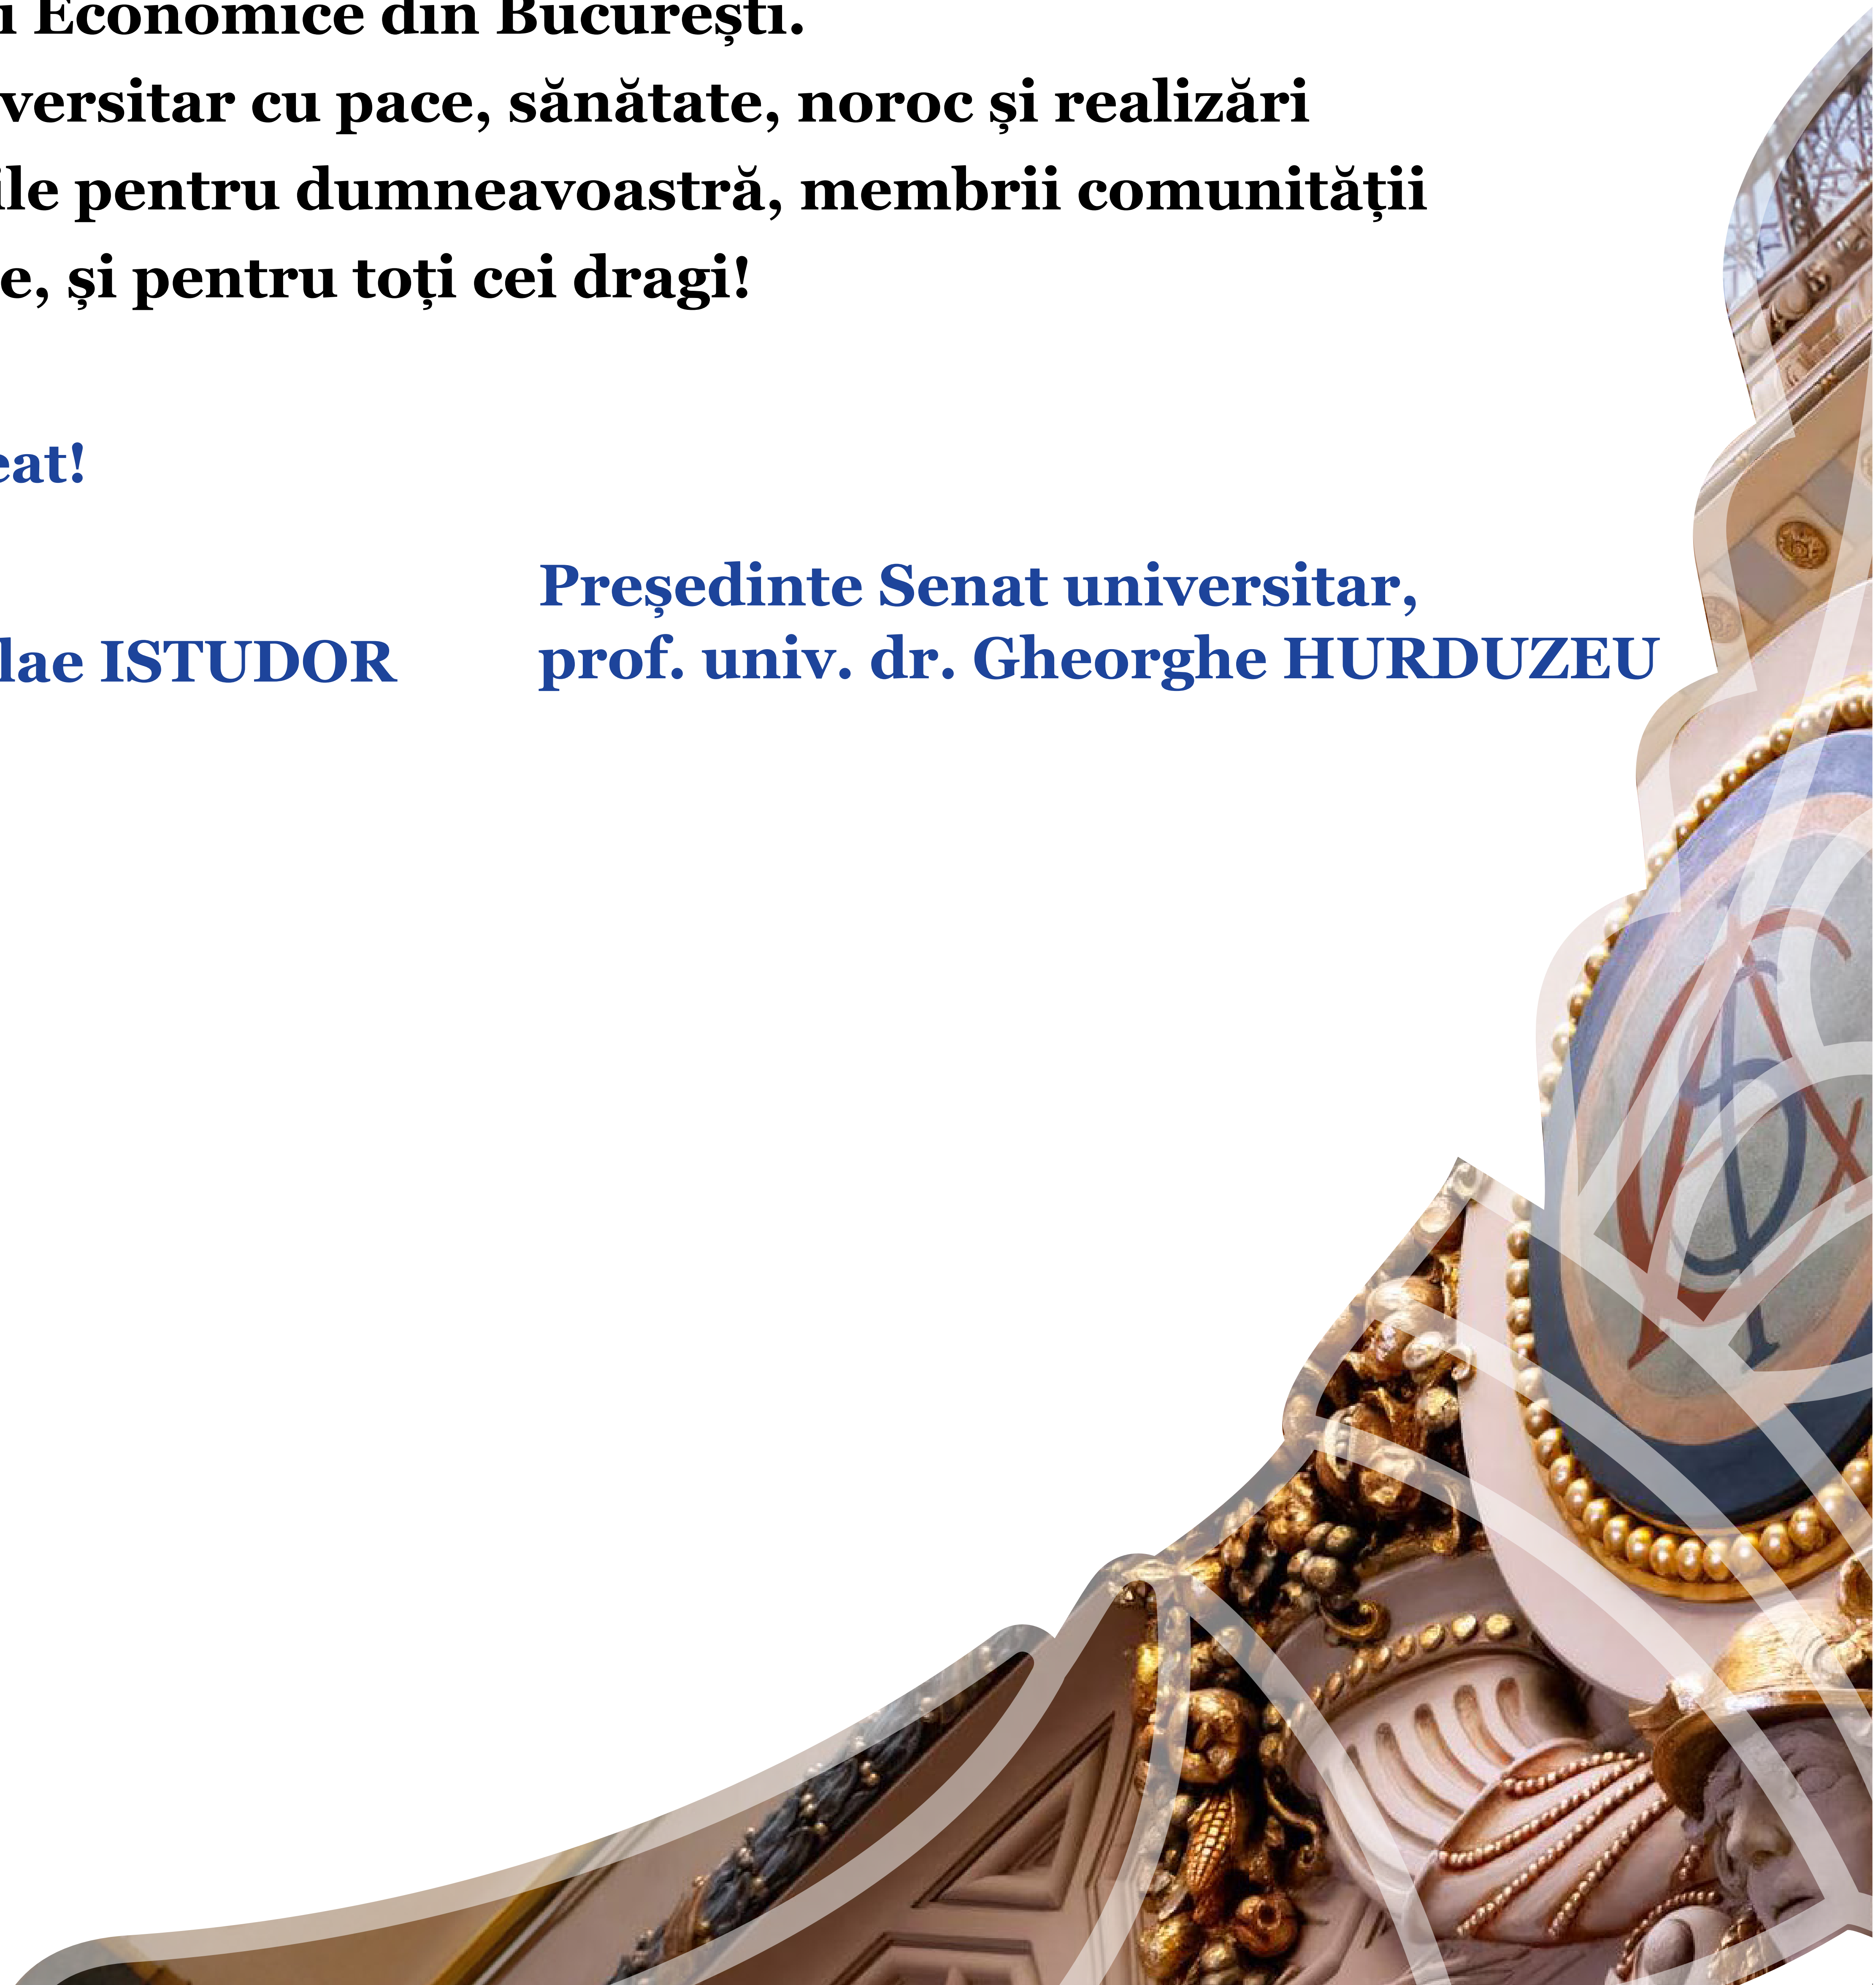 i Economice din București.
versitar cu pace, sănătate, noroc și realizări
ile pentru dumneavoastră, membrii comunității
e, și pentru toți cei dragi!
eat!
Președinte Senat universitar,
lae ISTUDOR prof. univ. dr. Gheorghe HURDUZEU